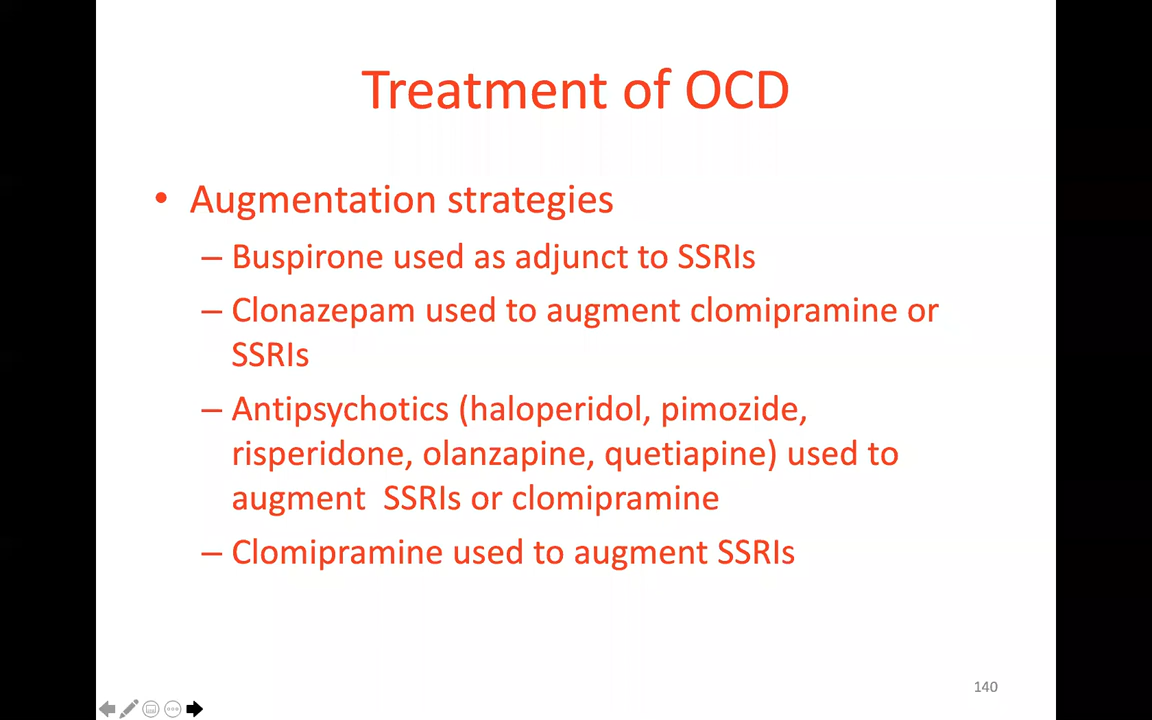 Treatment of OCD
• Augmentation strategies
– Buspirone used as adjunct to SSRIs
– Clonazepam used to augment clomipramine or
SSRIs
– Antipsychotics (haloperidol, pimozide,
risperidone, olanzapine, quetiapine) used to
augment  SSRIs or clomipramine
– Clomipramine used to augment SSRIs
140